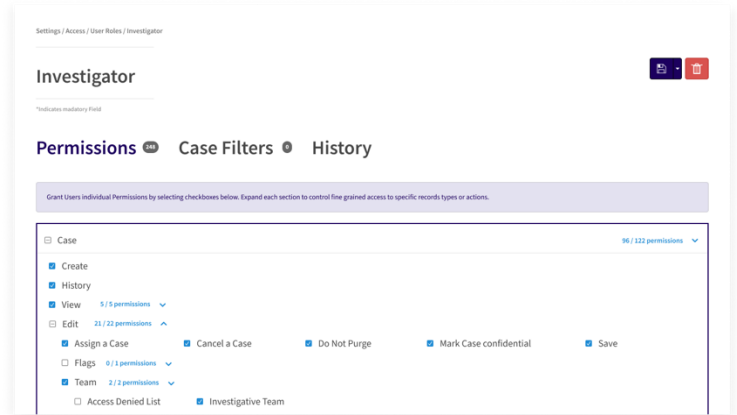 Settings / Access / User Roles / Investigator
Investigator
*Indicates madatory Field
Permissions 248 Case Filters 0 History
Grant Users individual Permissions by selecting checkboxes below. Expand each section to control fine grained access to specific records types or actions.
Case 96 / 122 permissions
Create
History
View 5 / 5 permissions
Edit 21 / 22 permissions
Assign a Case Cancel a Case Do Not Purge Mark Case confidential Save
Flags 0 / 1 permissions
Team 2 / 2 permissions
Access Denied List Investigative Team